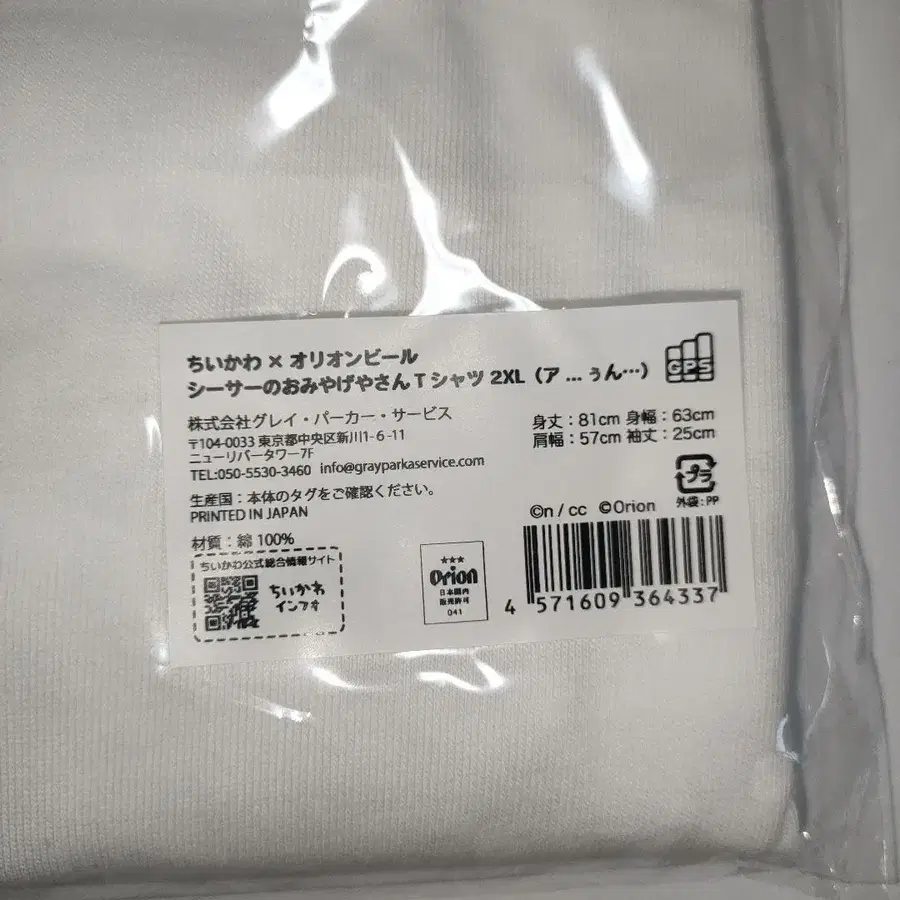 ちいかわ × オリオンビール
シーサーのおみやげやさん T シャツ 2XL（ア ... ぅん…）
GPS
株式会社グレイ・パーカー・サービス
〒104-0033 東京都中央区新川1-6-11
ニューリバータワー7F
TEL:050-5530-3460 info@grayparkaservice.com
身丈：81cm 身幅：63cm
肩幅：57cm 袖丈：25cm
生産国：本体のタグをご確認ください。
PRINTED IN JAPAN
プラ
外袋：PP
©n / cc ©Orion
材質：綿 100%
ちいかわ公式総合情報サイト
ちいかわ
インフォ
★★★
Orion
日本国内
販売許可
041
4 571609 364337